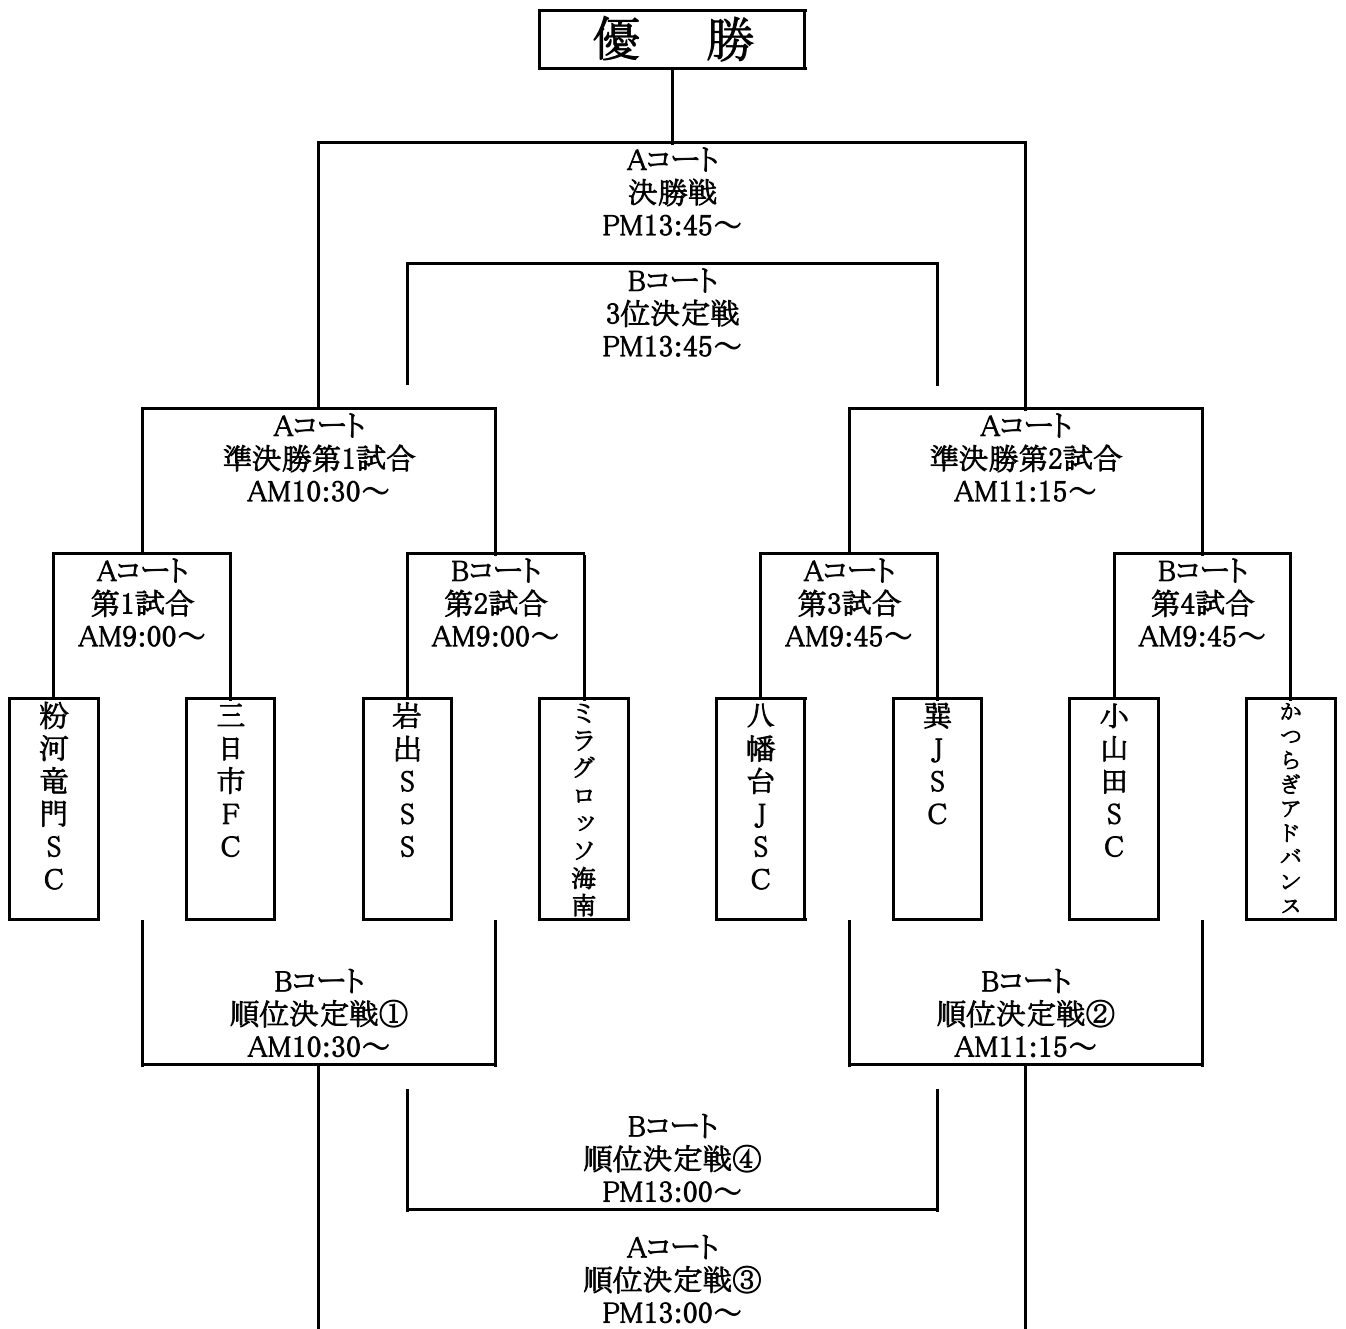 優　勝
Aコート
決勝戦
PM13:45～
Bコート
3位決定戦
PM13:45～
Aコート
準決勝第1試合
AM10:30～
Aコート
準決勝第2試合
AM11:15～
Aコート
第1試合
AM9:00～
Bコート
第2試合
AM9:00～
Aコート
第3試合
AM9:45～
Bコート
第4試合
AM9:45～
粉河竜門SC
三日市FC
岩出SSS
ミラグロッソ海南
八幡台JSC
巽JSC
小山田SC
かつらぎアドバンス
Bコート
順位決定戦①
AM10:30～
Bコート
順位決定戦②
AM11:15～
Bコート
順位決定戦④
PM13:00～
Aコート
順位決定戦③
PM13:00～